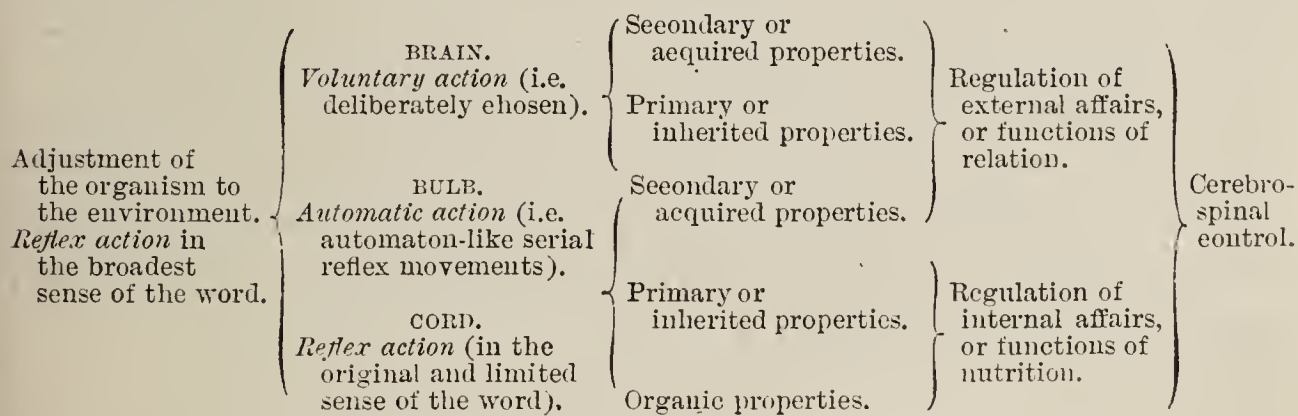 Adjustment of
the organism to
the environment.
Reflex action in
the broadest
sense of the word.
BRAIN.
Voluntary action (i.e.
deliberately chosen).
BULB.
Automatic action (i.e.
automaton-like serial
reflex movements).
CORD.
Reflex action (in the
original and limited
sense of the word).
Secondary or
acquired properties.
Primary or
inherited properties.
Secondary or
acquired properties.
Primary or
inherited properties.
Organic properties.
Regulation of
external affairs,
or functions of
relation.
Regulation of
internal affairs,
or functions of
nutrition.
Cerebro-
spinal
control.